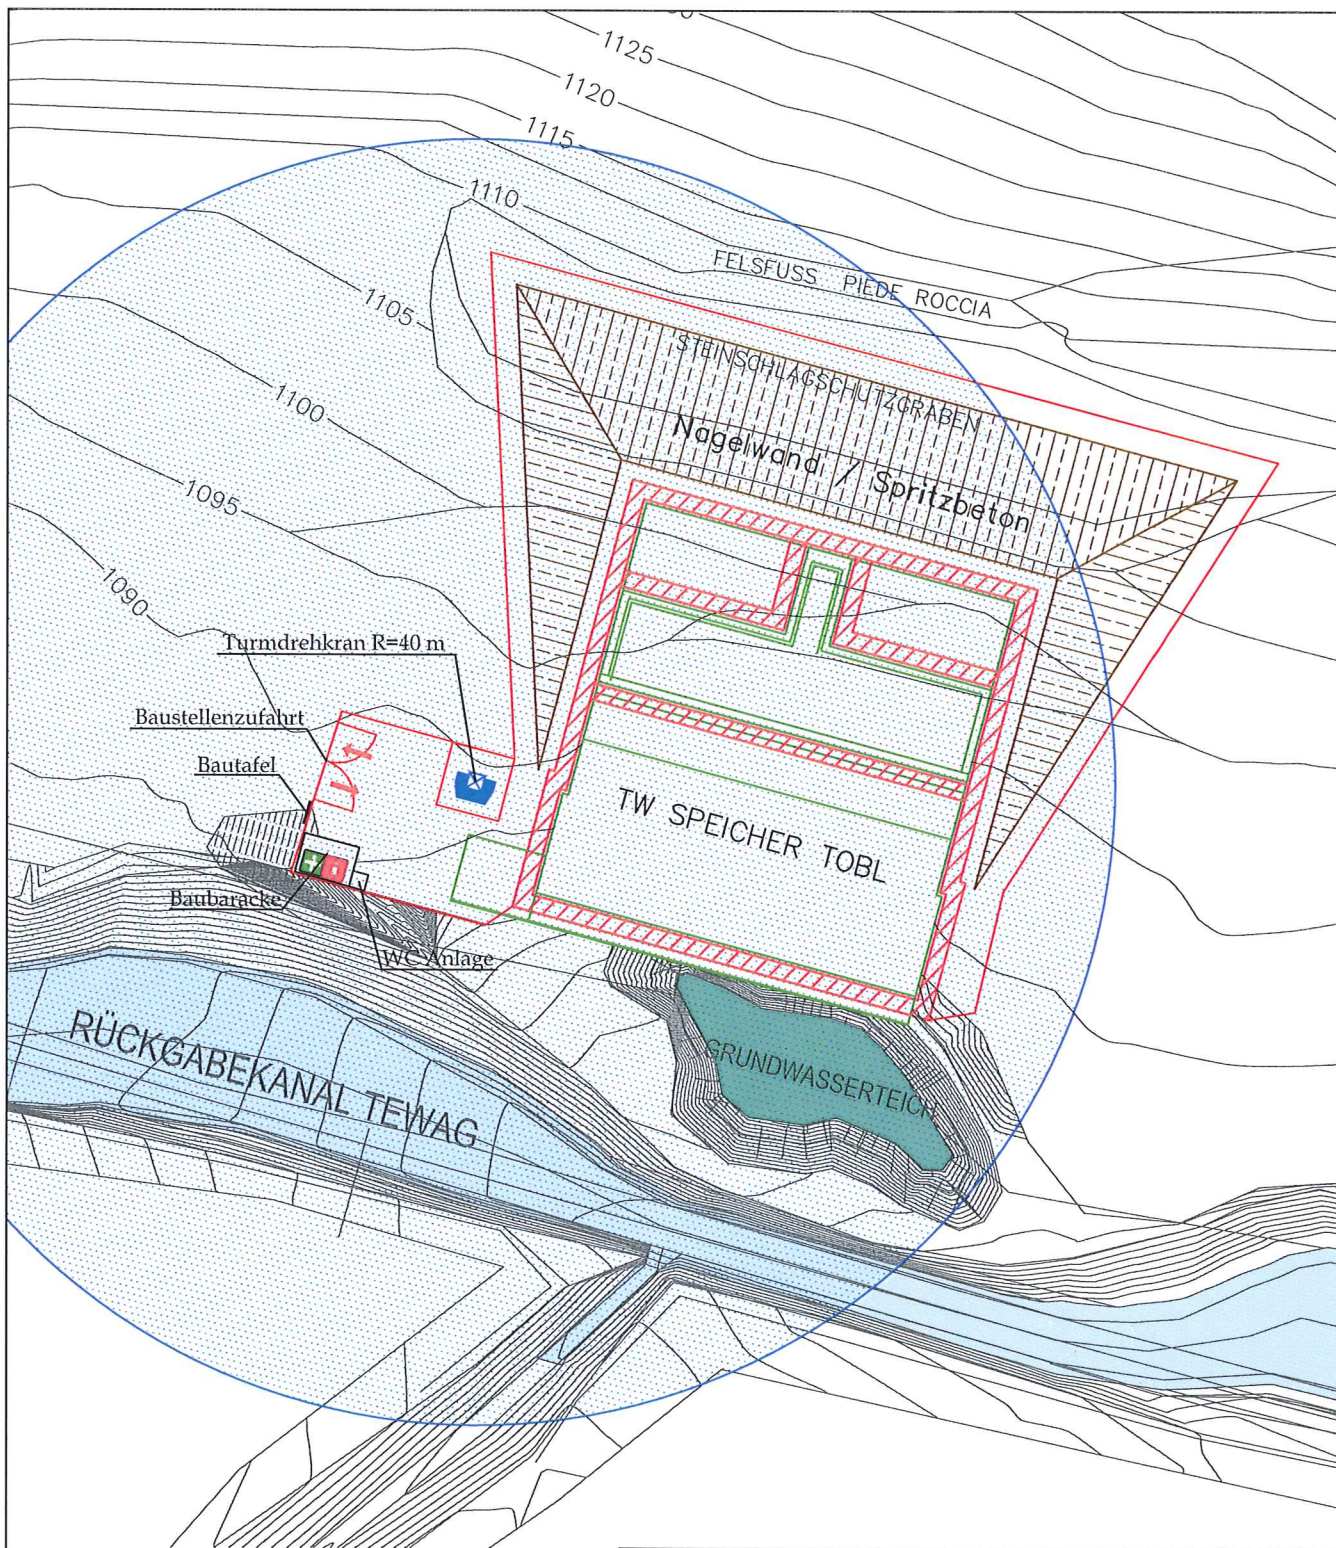 1125
1120
1115
1110
FELSFUSS PIEDE ROCCIA
1105
STEINSCHLAGSCHUTZGRABEN
1100
Nagelwand / Spritzbeton
1095
1090
Turmdrehkran R=40 m
Baustellenzufahrt
Bautafel
TW SPEICHER TOBL
Baubaracke
WC Anlage
RÜCKGABEKANAL TEWAG
GRUNDWASSERTEICH